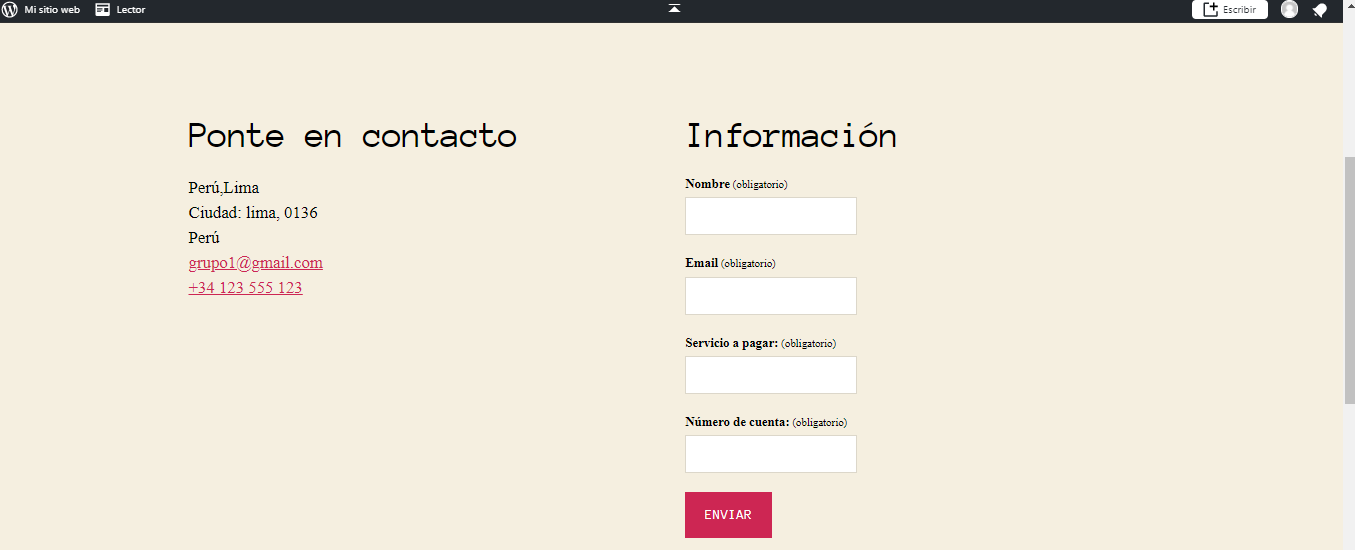 Mi sitio web Lector Escribir
Ponte en contacto
Perú,Lima
Ciudad: lima, 0136
Perú
grupo1@gmail.com
+34 123 555 123
Información
Nombre (obligatorio)
Email (obligatorio)
Servicio a pagar: (obligatorio)
Número de cuenta: (obligatorio)
ENVIAR